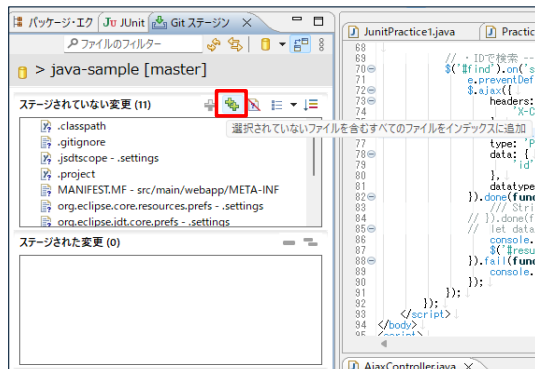 パッケージ・エク
JUnit
Git ステージン
JunitPractice1.java
Practic
ファイルのフィルター
> java-sample [master]
ステージされていない変更 (11)
.classpath
.gitignore
.jsdtscope - .settings
.project
MANIFEST.MF - src/main/webapp/META-INF
org.eclipse.core.resources.prefs - .settings
org.eclipse.jdt.core.prefs - .settings
選択されていないファイルを含むすべてのファイルをインデックスに追加
ステージされた変更 (0)
68
69 // ・IDで検索 --
70 $('#find').on('s
71 e.preventDef
72 $.ajax({
73 headers:
'X-C
77 type: 'P
78 data: {
'id'
80 },
81 datatype
82 }).done(func
83 /// Stri
84 // }).done(f
85 // let data
86 console.
87 $('#resu
88 }).fail(func
89 console.
90 });
91 });
92 });
93 </script>
94 </body>
95
AjaxController.java